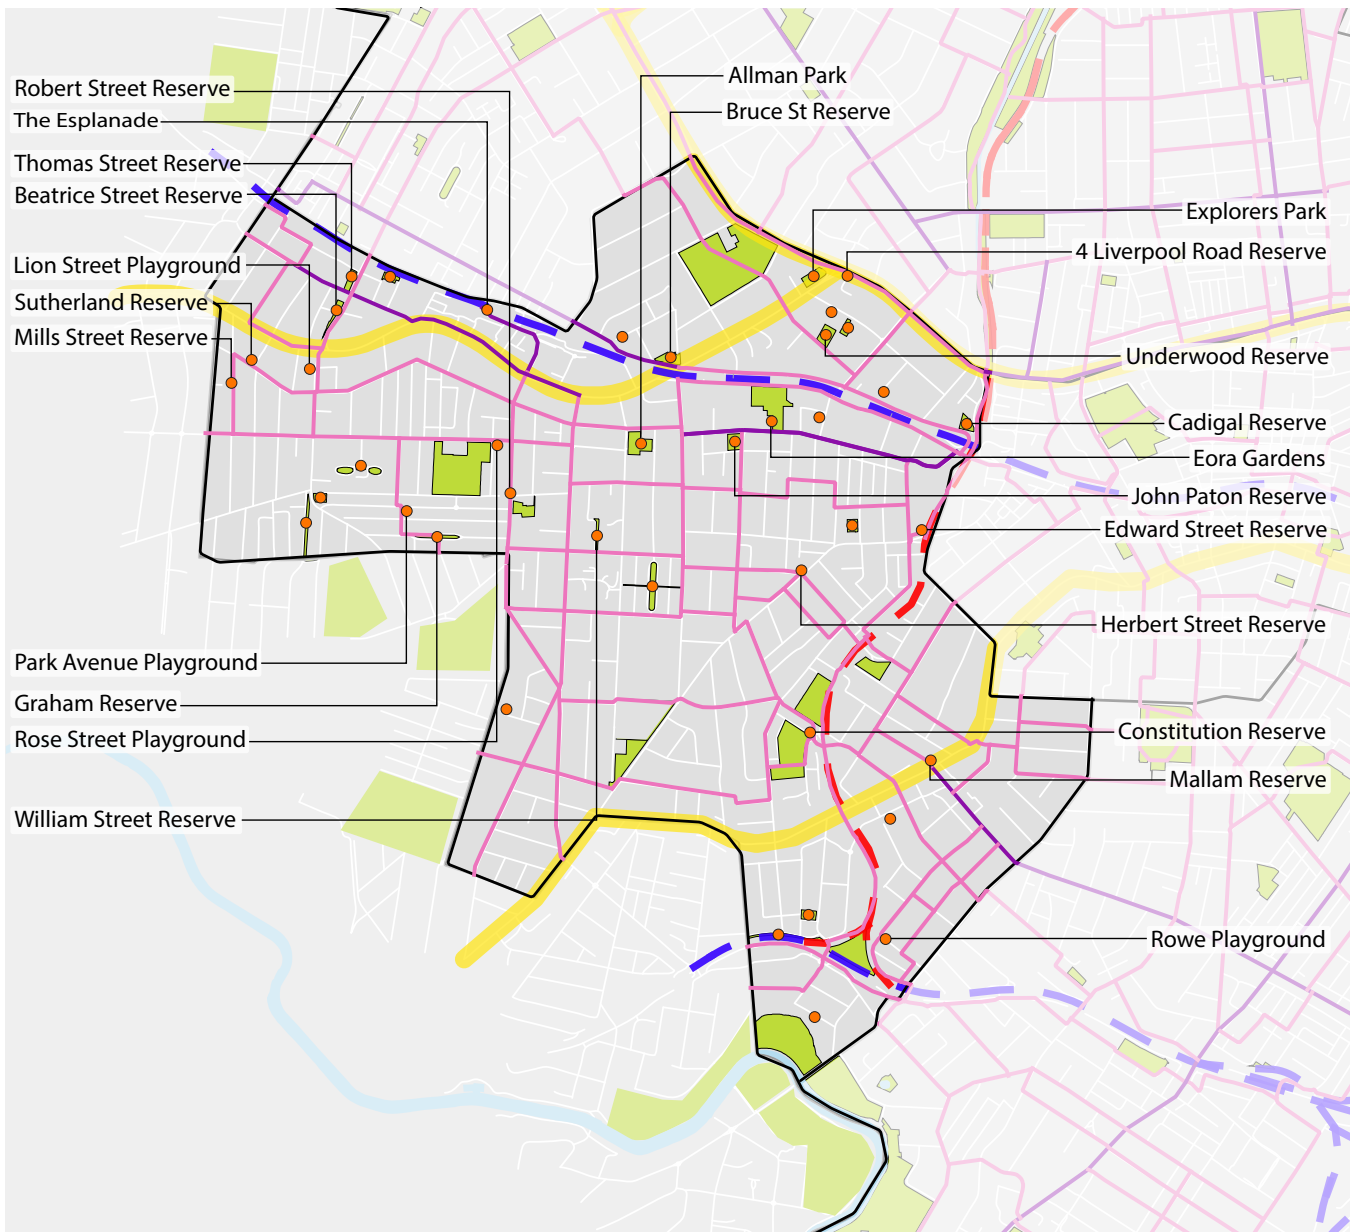 Robert Street Reserve
The Esplanade
Thomas Street Reserve
Beatrice Street Reserve
Lion Street Playground
Sutherland Reserve
Mills Street Reserve
Park Avenue Playground
Graham Reserve
Rose Street Playground
William Street Reserve
Allman Park
Bruce St Reserve
Explorers Park
4 Liverpool Road Reserve
Underwood Reserve
Cadigal Reserve
Eora Gardens
John Paton Reserve
Edward Street Reserve
Herbert Street Reserve
Constitution Reserve
Mallam Reserve
Rowe Playground